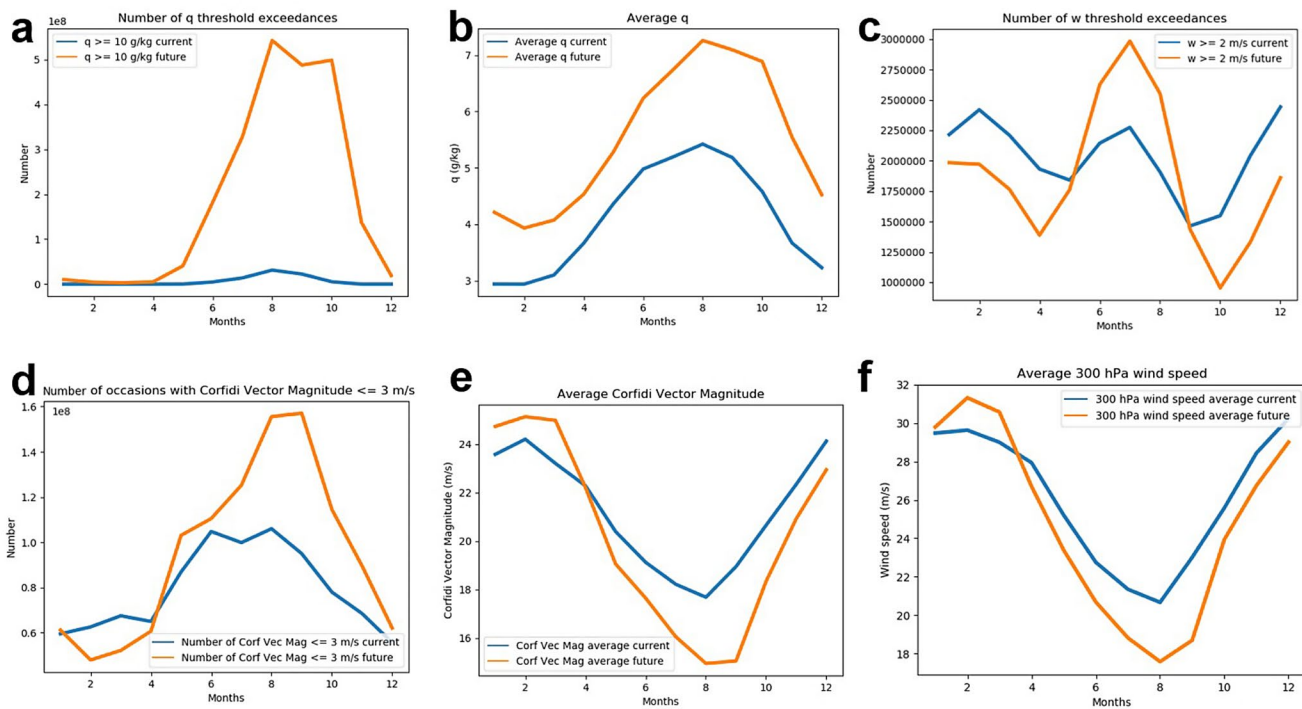 a
Number of q threshold exceedances
1e8
q >= 10 g/kg current
q >= 10 g/kg future
5
4
3
2
1
0
Number
2 4 6 8 10 12
Months
b
Average q
Average q current
Average q future
7
6
5
4
3
q (g/kg)
2 4 6 8 10 12
Months
c
Number of w threshold exceedances
w >= 2 m/s current
w >= 2 m/s future
3000000
2750000
2500000
2250000
2000000
1750000
1500000
1250000
1000000
Number
2 4 6 8 10 12
Months
d
Number of occasions with Corfidi Vector Magnitude <= 3 m/s
1e8
1.6
1.4
1.2
1.0
0.8
0.6
Number
Number of Corf Vec Mag <= 3 m/s current
Number of Corf Vec Mag <= 3 m/s future
2 4 6 8 10 12
Months
e
Average Corfidi Vector Magnitude
24
22
20
18
16
Corfidi Vector Magnitude (m/s)
Corf Vec Mag average current
Corf Vec Mag average future
2 4 6 8 10 12
Months
f
Average 300 hPa wind speed
300 hPa wind speed average current
300 hPa wind speed average future
32
30
28
26
24
22
20
18
Wind speed (m/s)
2 4 6 8 10 12
Months